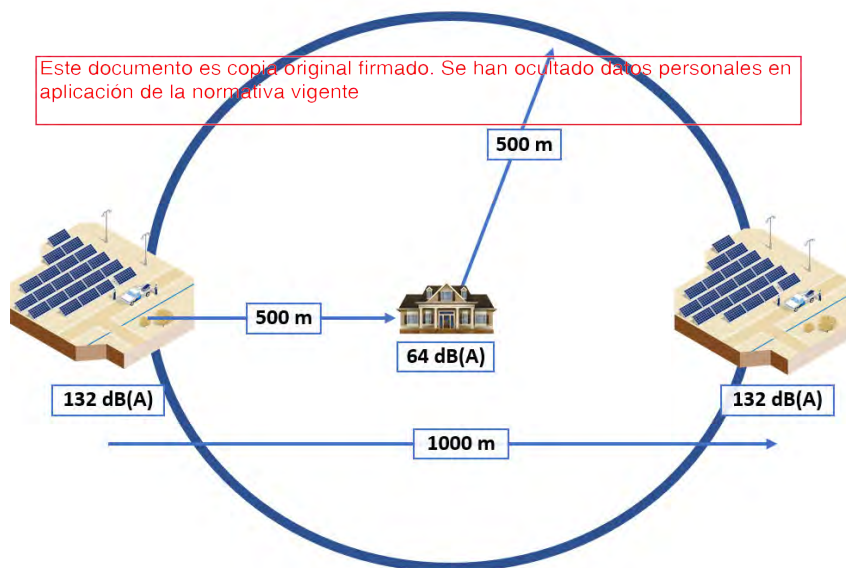 Este documento es copia original firmado. Se han ocultado datos personales en
aplicación de la normativa vigente
500 m
500 m
64 dB(A)
132 dB(A)
132 dB(A)
1000 m